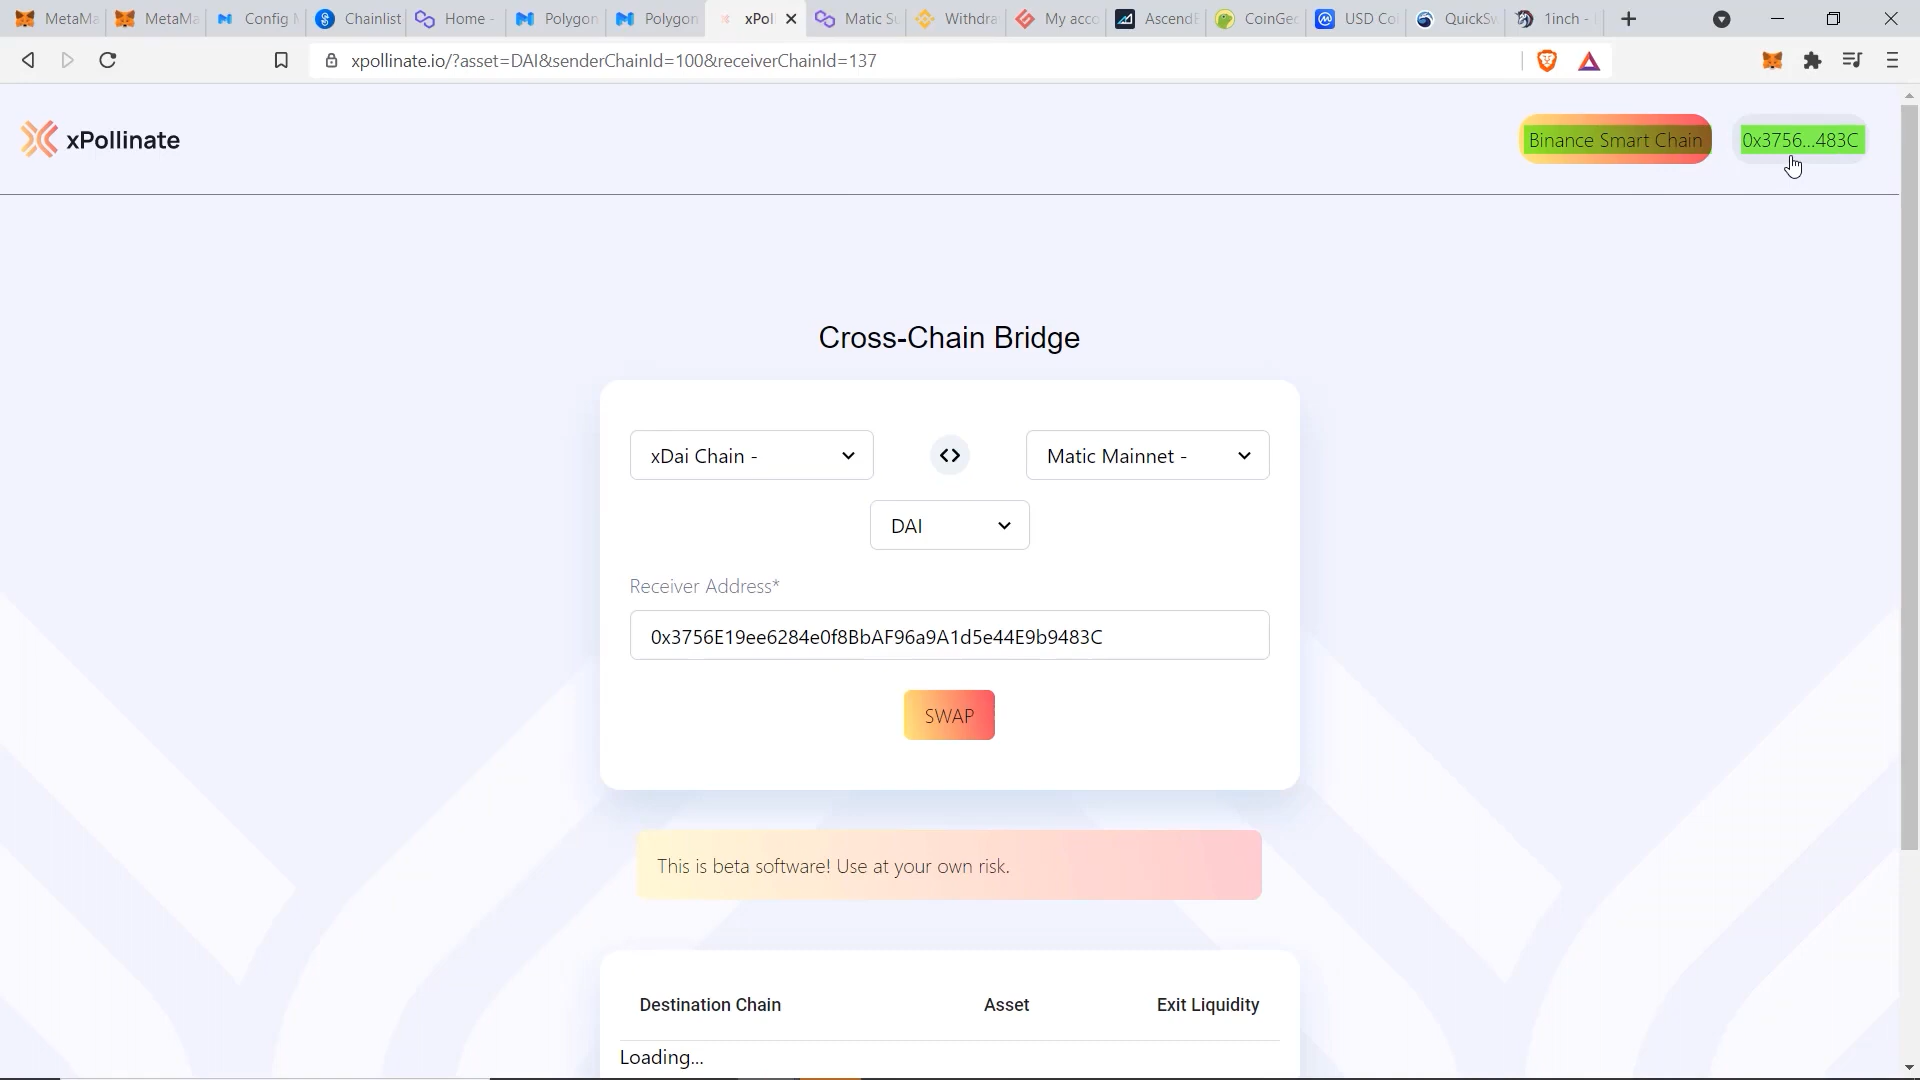 MetaMa
MetaMa
Config M
Chainlist
Home -
Polygon
Polygon
xPol
Matic Su
Withdra
My acco
AscendE
CoinGec
USD Coi
QuickSw
1inch -
xpollinate.io/?asset=DAI&senderChainId=100&receiverChainId=137
xPollinate
Binance Smart Chain
0x3756...483C
Cross-Chain Bridge
xDai Chain -
Matic Mainnet -
DAI
Receiver Address*
0x3756E19ee6284e0f8BbAF96a9A1d5e44E9b9483C
SWAP
This is beta software! Use at your own risk.
Destination Chain Asset Exit Liquidity
Loading...